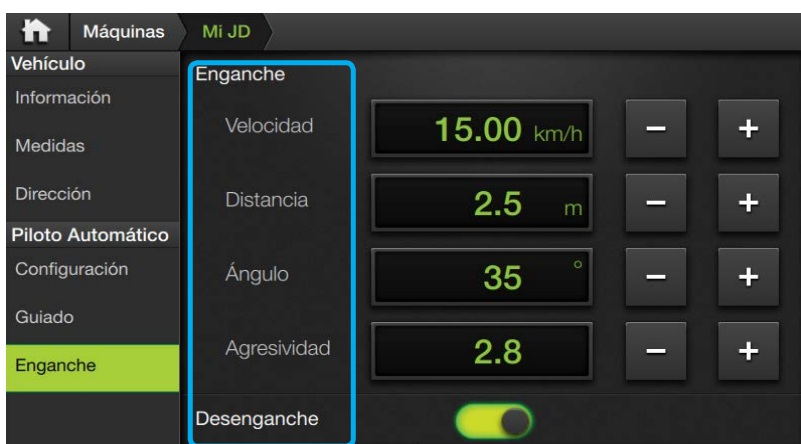 Máquinas
Mi JD
Vehículo
Información
Medidas
Dirección
Piloto Automático
Configuración
Guiado
Enganche
Enganche
Velocidad 15.00 km/h - +
Distancia 2.5 m - +
Ángulo 35 ° - +
Agresividad 2.8 - +
Desenganche